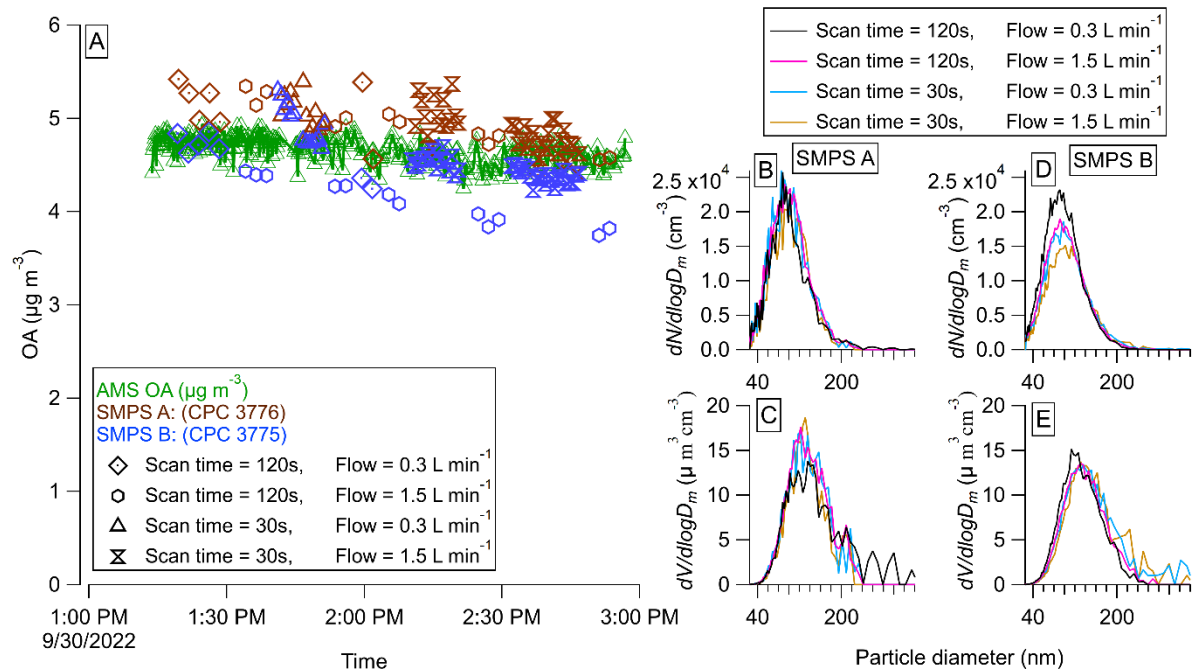 A
OA (µg m-3)
6
5
4
3
2
1
0
1:00 PM
9/30/2022
1:30 PM
2:00 PM
2:30 PM
3:00 PM
Time
AMS OA (µg m-3)
SMPS A: (CPC 3776)
SMPS B: (CPC 3775)
Scan time = 120s, Flow = 0.3 L min-1
Scan time = 120s, Flow = 1.5 L min-1
Scan time = 30s, Flow = 0.3 L min-1
Scan time = 30s, Flow = 1.5 L min-1
Scan time = 120s, Flow = 0.3 L min-1
Scan time = 120s, Flow = 1.5 L min-1
Scan time = 30s, Flow = 0.3 L min-1
Scan time = 30s, Flow = 1.5 L min-1
B
SMPS A
dN/dlogDm (cm-3)
2.5 x 10⁴
2.0
1.5
1.0
0.5
0.0
40
200
D
SMPS B
dN/dlogDm (cm-3)
2.5 x 10⁴
2.0
1.5
1.0
0.5
0.0
40
200
C
dV/dlogDm (µ m3 cm-3)
20
15
10
5
0
40
200
E
dV/dlogDm (µ m3 cm-3)
20
15
10
5
0
40
200
Particle diameter (nm)